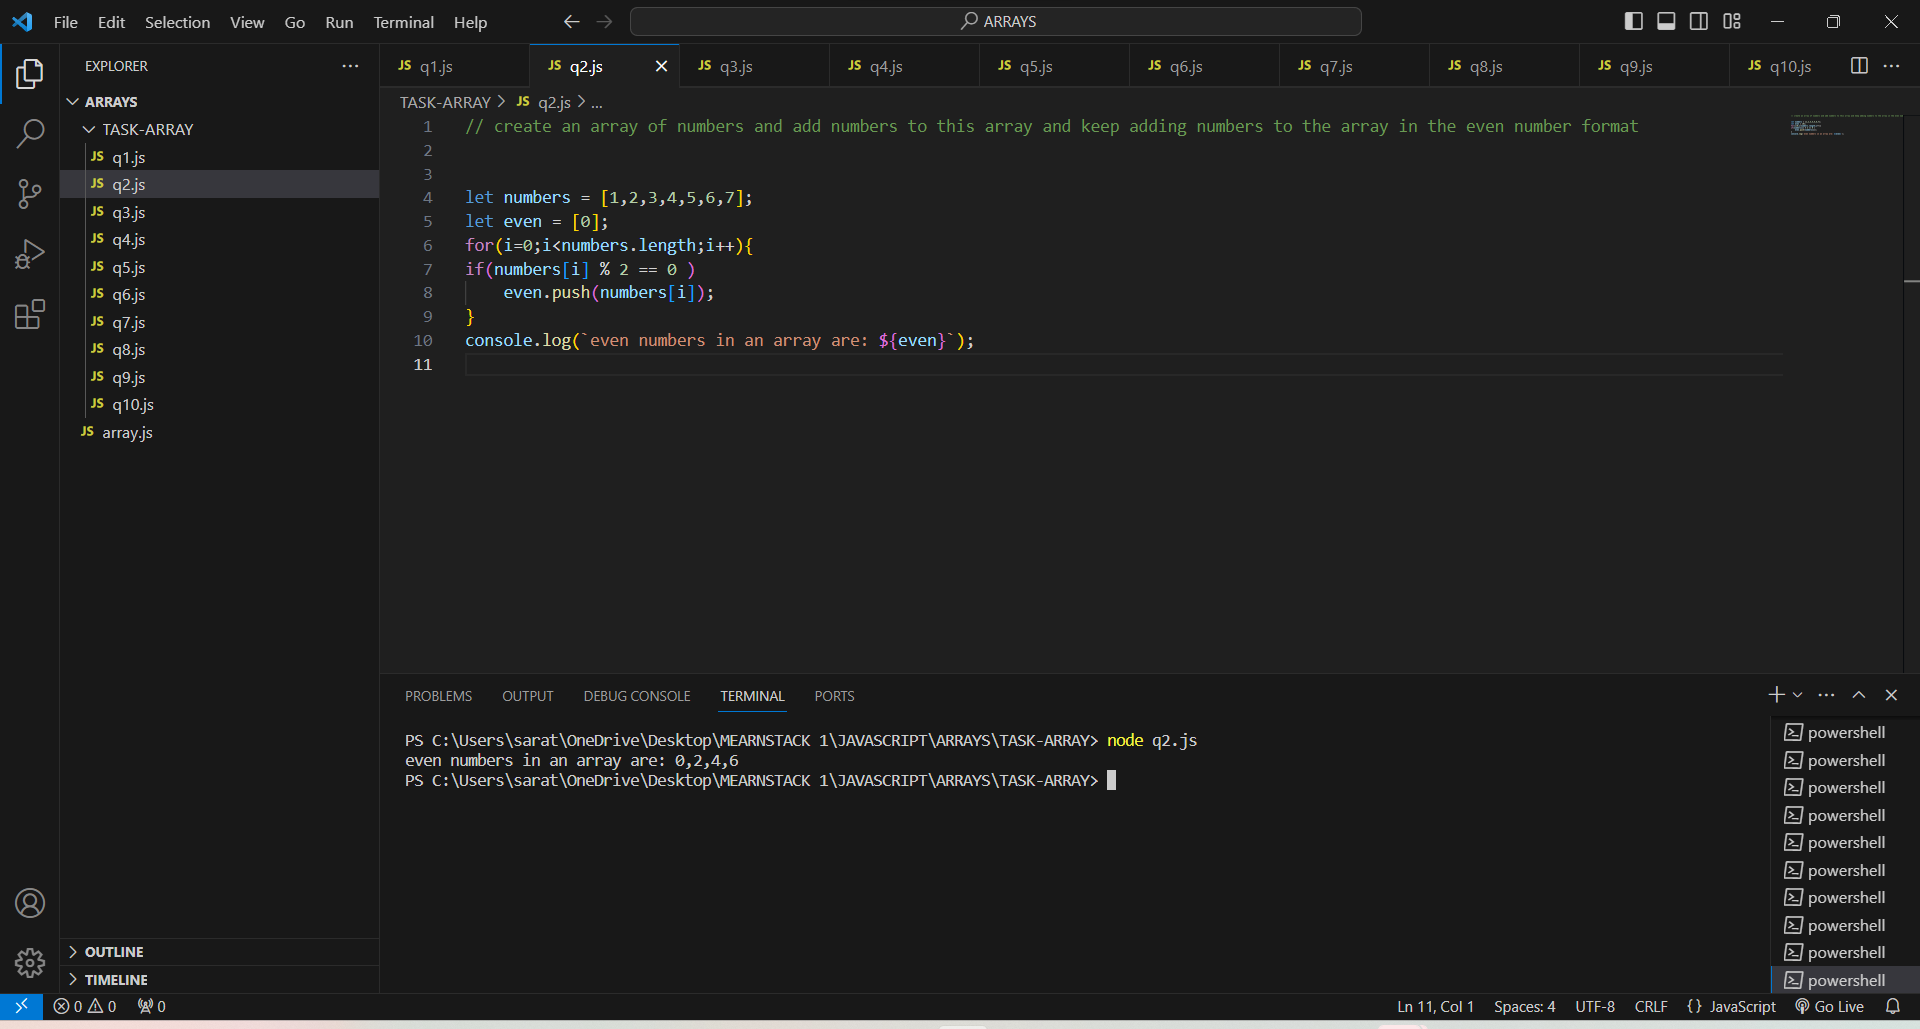 File Edit Selection View Go Run Terminal Help
ARRAYS
EXPLORER
ARRAYS
TASK-ARRAY
JS q1.js
JS q2.js
JS q3.js
JS q4.js
JS q5.js
JS q6.js
JS q7.js
JS q8.js
JS q9.js
JS q10.js
JS array.js
OUTLINE
TIMELINE
JS q1.js JS q2.js JS q3.js JS q4.js JS q5.js JS q6.js JS q7.js JS q8.js JS q9.js JS q10.js
TASK-ARRAY > JS q2.js > ...
1 // create an array of numbers and add numbers to this array and keep adding numbers to the array in the even number format
2
3
4 let numbers = [1,2,3,4,5,6,7];
5 let even = [0];
6 for(i=0;i<numbers.length;i++){
7 if(numbers[i] % 2 == 0 )
8 even.push(numbers[i]);
9 }
10 console.log(`even numbers in an array are: ${even}`);
11
PROBLEMS OUTPUT DEBUG CONSOLE TERMINAL PORTS
PS C:\Users\sarat\OneDrive\Desktop\MEARNSTACK 1\JAVASCRIPT\ARRAYS\TASK-ARRAY> node q2.js
even numbers in an array are: 0,2,4,6
PS C:\Users\sarat\OneDrive\Desktop\MEARNSTACK 1\JAVASCRIPT\ARRAYS\TASK-ARRAY>
powershell
powershell
powershell
powershell
powershell
powershell
powershell
powershell
powershell
powershell
0 0 0 Ln 11, Col 1 Spaces: 4 UTF-8 CRLF {} JavaScript Go Live